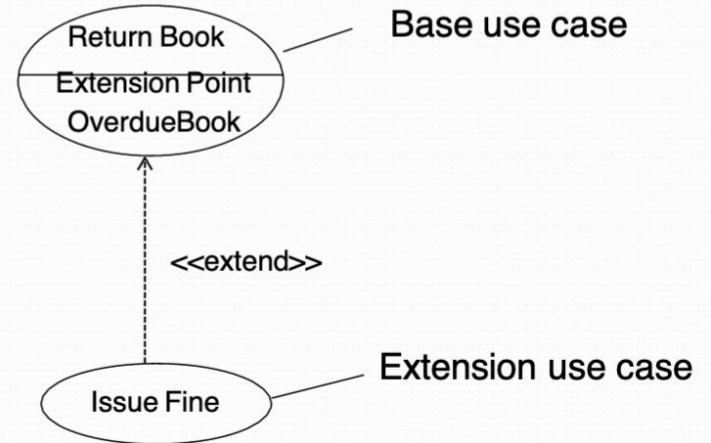 Return Book
Base use case
Extension Point
OverdueBook
<<extend>>
Extension use case
Issue Fine